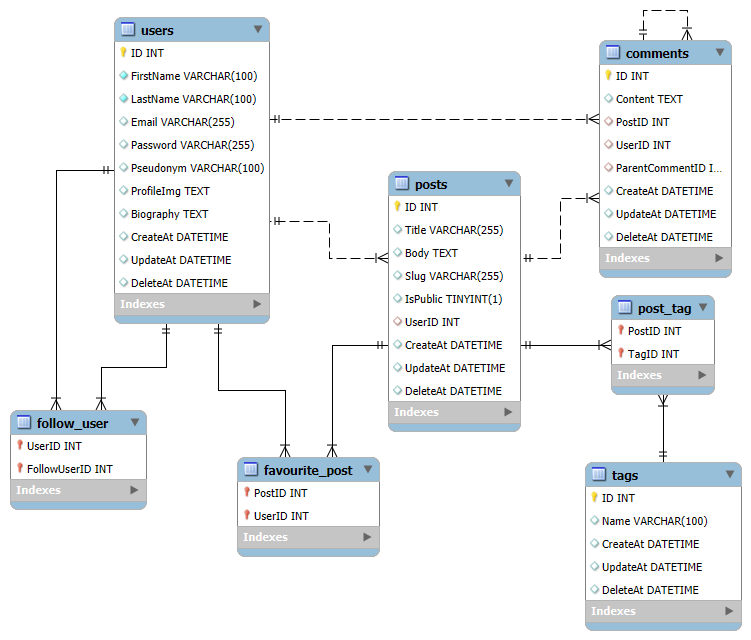 users
ID INT
FirstName VARCHAR(100)
LastName VARCHAR(100)
Email VARCHAR(255)
Password VARCHAR(255)
Pseudonym VARCHAR(100)
ProfileImg TEXT
Biography TEXT
CreateAt DATETIME
UpdateAt DATETIME
DeleteAt DATETIME
Indexes
comments
ID INT
Content TEXT
PostID INT
UserID INT
ParentCommentID I...
CreateAt DATETIME
UpdateAt DATETIME
DeleteAt DATETIME
Indexes
posts
ID INT
Title VARCHAR(255)
Body TEXT
Slug VARCHAR(255)
IsPublic TINYINT(1)
UserID INT
CreateAt DATETIME
UpdateAt DATETIME
DeleteAt DATETIME
Indexes
post_tag
PostID INT
TagID INT
Indexes
follow_user
UserID INT
FollowUserID INT
Indexes
favourite_post
PostID INT
UserID INT
Indexes
tags
ID INT
Name VARCHAR(100)
CreateAt DATETIME
UpdateAt DATETIME
DeleteAt DATETIME
Indexes